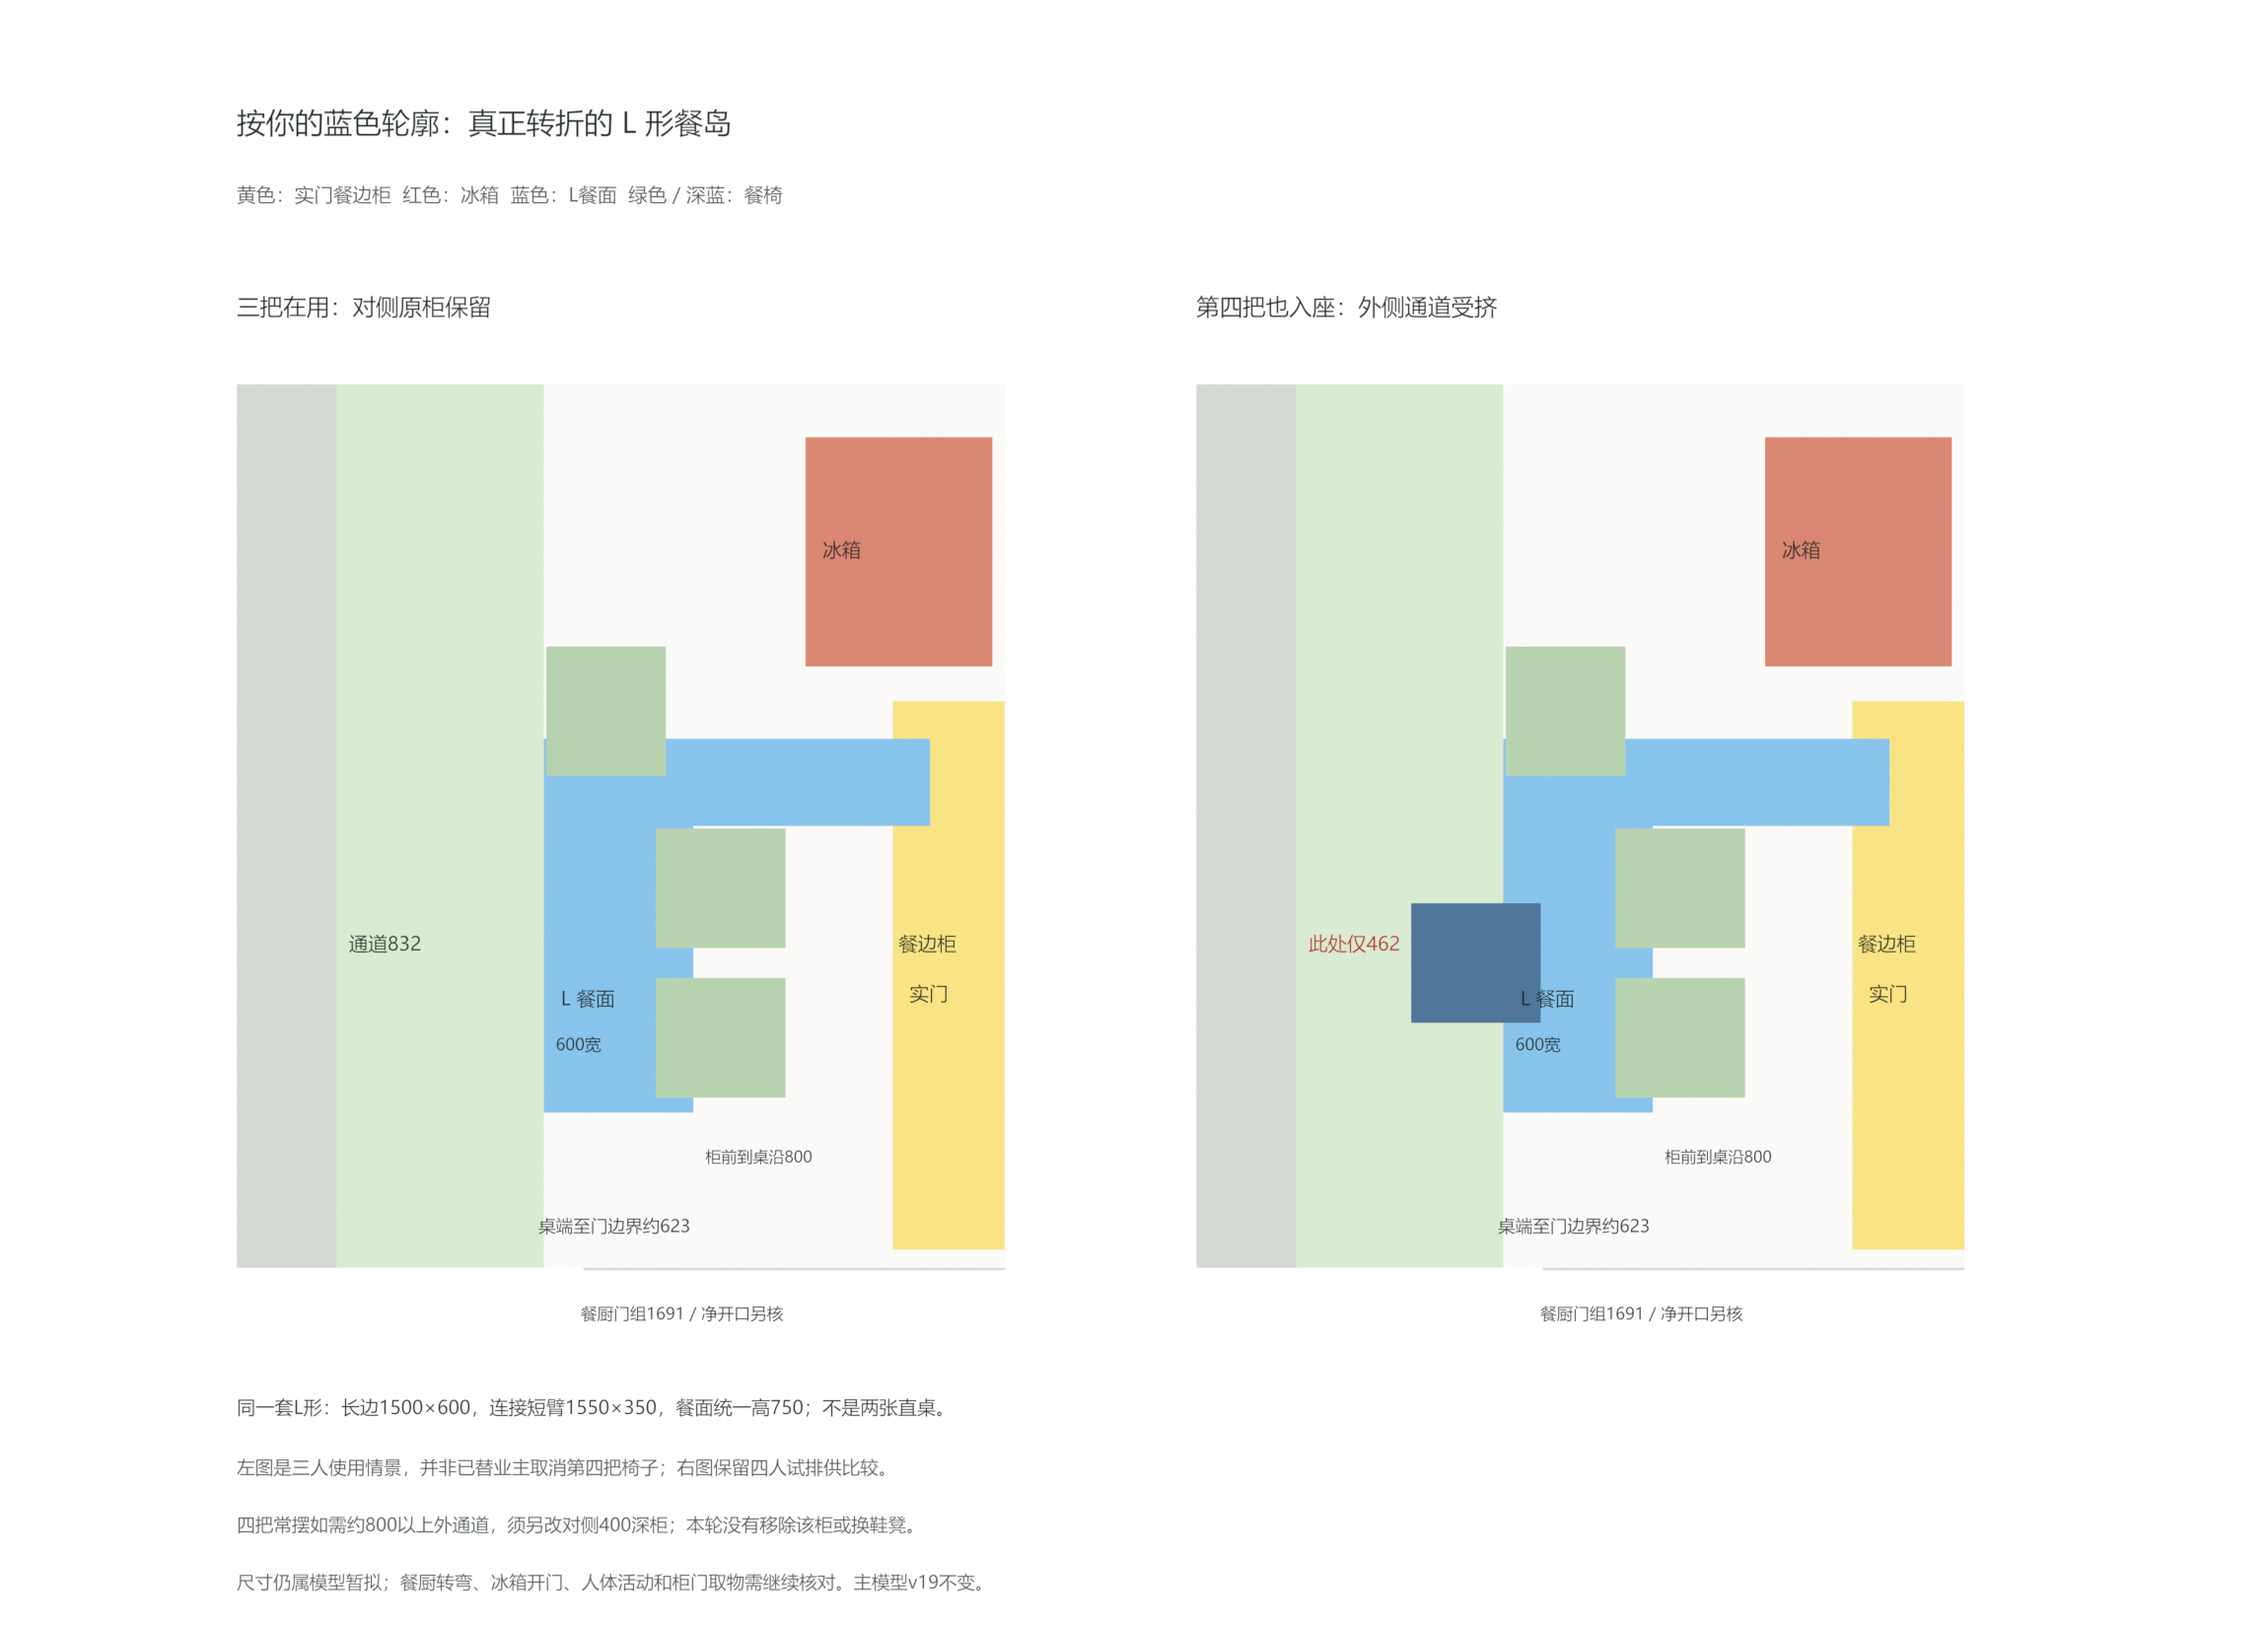 按你的蓝色轮廓：真正转折的 L 形餐岛
黄色：实门餐边柜  红色：冰箱  蓝色：L餐面  绿色 / 深蓝：餐椅
三把在用：对侧原柜保留
冰箱
通道832
餐边柜
实门
L 餐面
600宽
柜前到桌沿800
桌端至门边界约623
餐厨门组1691 / 净开口另核
第四把也入座：外侧通道受挤
冰箱
此处仅462
餐边柜
实门
L 餐面
600宽
柜前到桌沿800
桌端至门边界约623
餐厨门组1691 / 净开口另核
同一套L形：长边1500×600，连接短臂1550×350，餐面统一高750；不是两张直桌。
左图是三人使用情景，并非已替业主取消第四把椅子；右图保留四人试排供比较。
四把常摆如需约800以上外通道，须另改对侧400深柜；本轮没有移除该柜或换鞋凳。
尺寸仍属模型暂拟；餐厨转弯、冰箱开门、人体活动和柜门取物需继续核对。主模型v19不变。